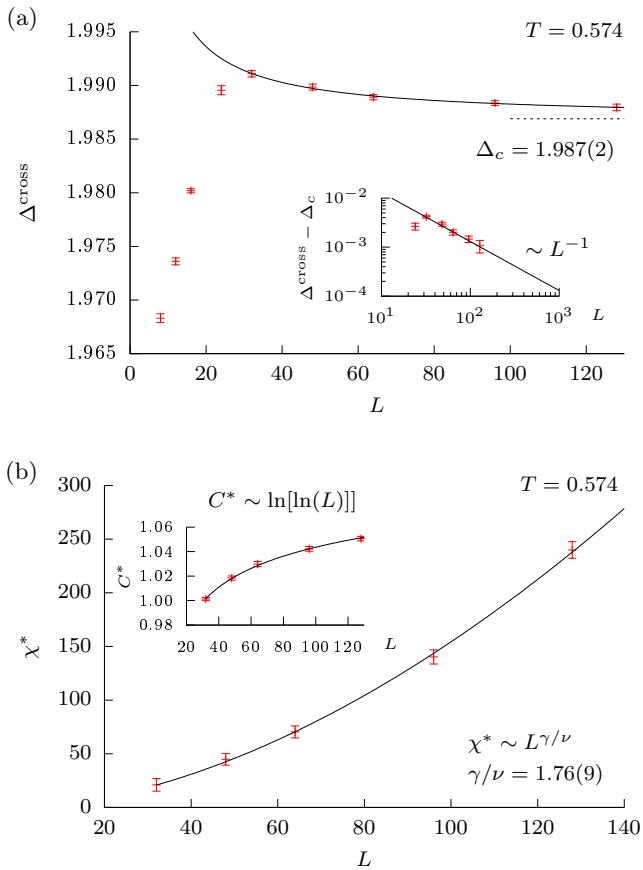 (a)
T = 0.574
1.995
1.990
1.985
1.980
1.975
1.970
1.965
Δ^cross
Δ_c = 1.987(2)
Δ^cross − Δ_c
10^−2
10^−3
10^−4
∼ L^−1
10^1 10^2 10^3 L
0 20 40 60 80 100 120
L
(b)
T = 0.574
300
250
200
150
100
50
0
χ*
C* ∼ ln[ln(L)]]
1.06
1.04
1.02
1.00
0.98
C*
20 40 60 80 100 120 L
χ* ∼ L^γ/ν
γ/ν = 1.76(9)
20 40 60 80 100 120 140
L